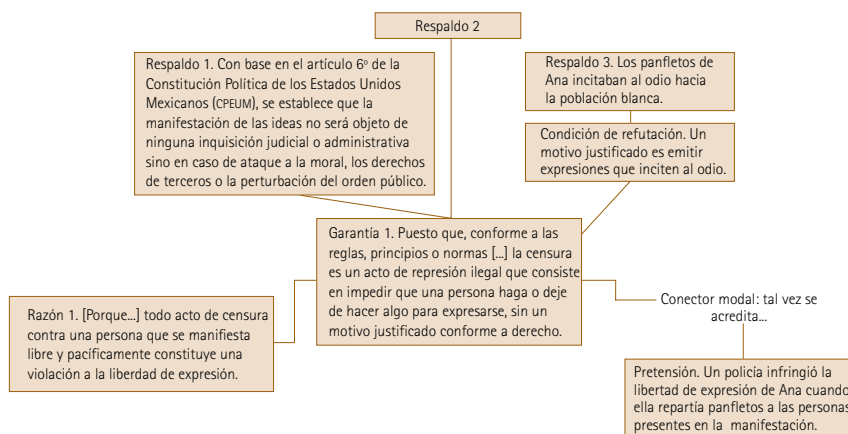 Respaldo 2
Respaldo 1. Con base en el artículo 6º de la
Constitución Política de los Estados Unidos
Mexicanos (CPEUM), se establece que la
manifestación de las ideas no será objeto de
ninguna inquisición judicial o administrativa
sino en caso de ataque a la moral, los derechos
de terceros o la perturbación del orden público.
Respaldo 3. Los panfletos de
Ana incitaban al odio hacia
la población blanca.
Condición de refutación. Un
motivo justificado es emitir
expresiones que inciten al odio.
Garantía 1. Puesto que, conforme a las
reglas, principios o normas [...] la censura
es un acto de represión ilegal que consiste
en impedir que una persona haga o deje
de hacer algo para expresarse, sin un
motivo justificado conforme a derecho.
Razón 1. [Porque...] todo acto de censura
contra una persona que se manifiesta
libre y pacíficamente constituye una
violación a la libertad de expresión.
Conector modal: tal vez se
acredita...
Pretensión. Un policía infringió la
libertad de expresión de Ana cuando
ella repartía panfletos a las personas
presentes en la manifestación.